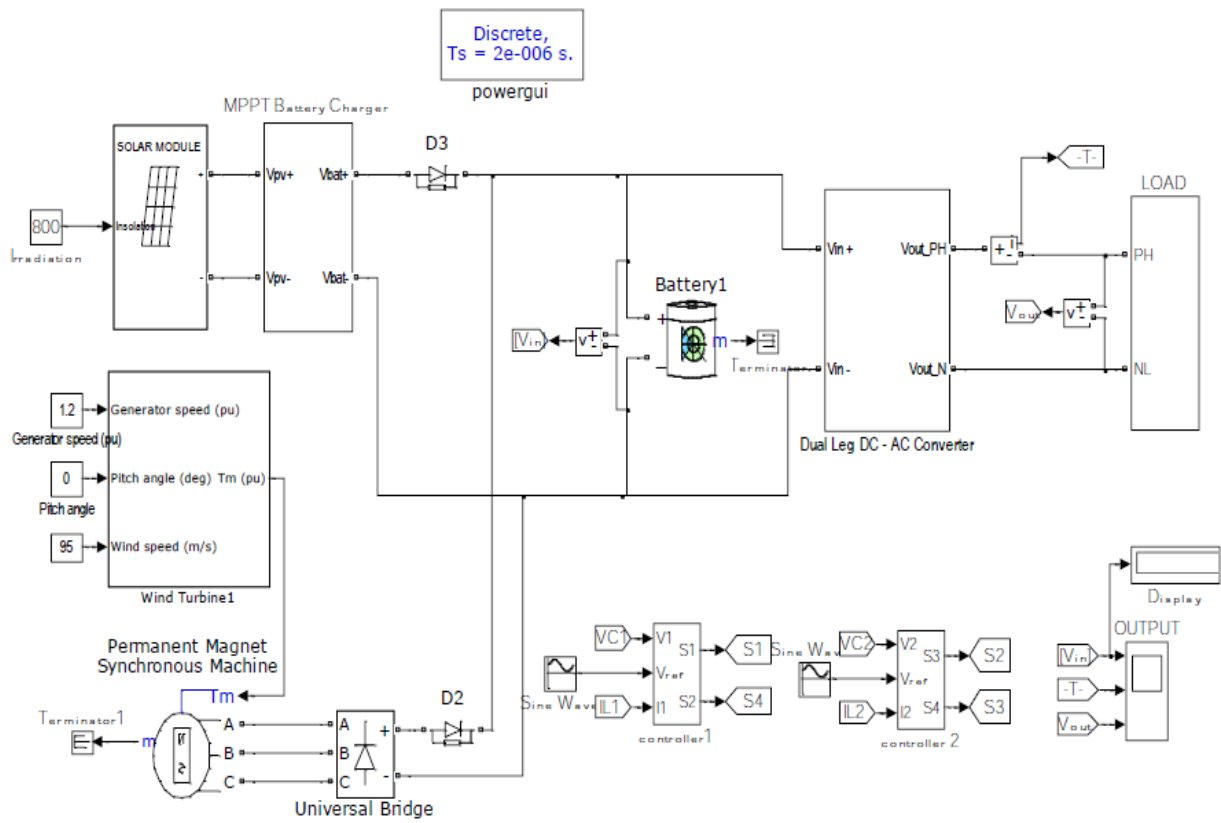 Discrete,
Ts = 2e-006 s.
powergui
MPPT Battery Charger
SOLAR MODULE
Insolation
+
-
800
Irradiation
Vpv+
Vbat+
Vpv-
Vbat-
D3
[Vin]
v
+
-
Battery1
+
-
m
Terminator
Vin +
Vout_PH
Vin -
Vout_N
Dual Leg DC - AC Converter
-T-
+
i
-
LOAD
PH
Vout
v
+
-
NL
1.2
Generator speed (pu)
Generator speed (pu)
0
Pitch angle (deg) Tm (pu)
Pitch angle
95
Wind speed (m/s)
Wind Turbine1
Permanent Magnet
Synchronous Machine
Tm
Terminator1
m
A
B
C
A
B
C
+
-
Universal Bridge
D2
VC1
Sine Wave
IL1
V1
Vref
I1
S1
S2
controller1
S1
S4
Sine Wave
VC2
IL2
V2
Vref
I2
S3
S4
controller 2
S2
S3
Display
OUTPUT
[Vin]
-T-
Vout